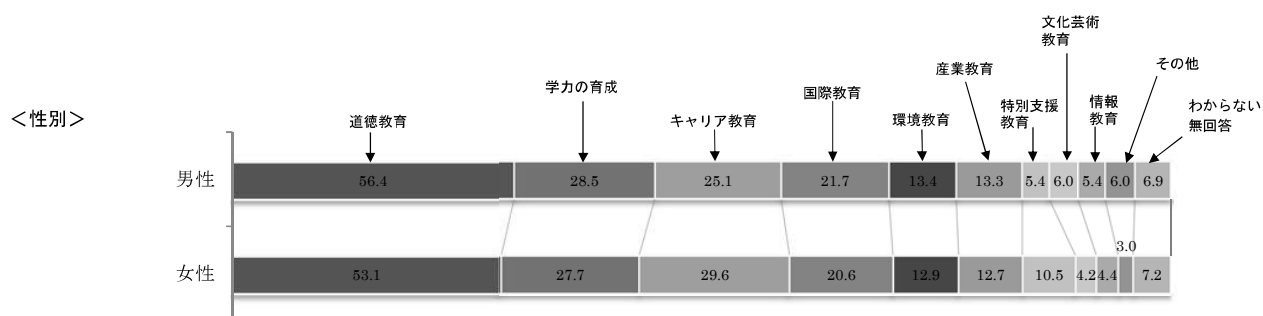 文化芸術
教育
その他
産業教育
学力の育成
国際教育
特別支援
教育
情報
教育
わからない
無回答
＜性別＞
道徳教育
キャリア教育
環境教育
男性 56.4 28.5 25.1 21.7 13.4 13.3 5.4 6.0 5.4 6.0 6.9
3.0
女性 53.1 27.7 29.6 20.6 12.9 12.7 10.5 4.2 4.4 7.2